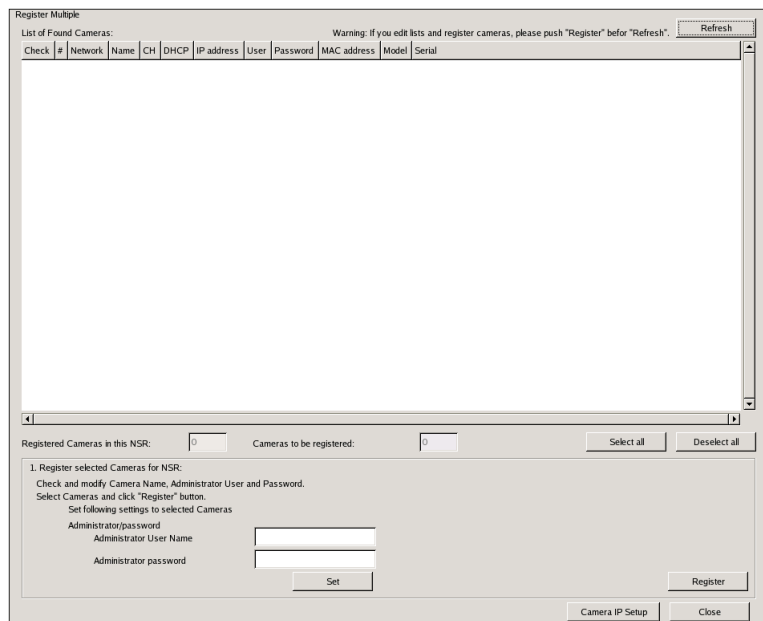 Register Multiple
List of Found Cameras:
Warning: If you edit lists and register cameras, please push "Register" befor "Refresh".
Refresh
Check # Network Name CH DHCP IP address User Password MAC address Model Serial
Registered Cameras in this NSR: 0 Cameras to be registered: 0 Select all Deselect all
1. Register selected Cameras for NSR:
Check and modify Camera Name, Administrator User and Password.
Select Cameras and click "Register" button.
Set following settings to selected Cameras
Administrator/password
Administrator User Name
Administrator password
Set Register
Camera IP Setup Close